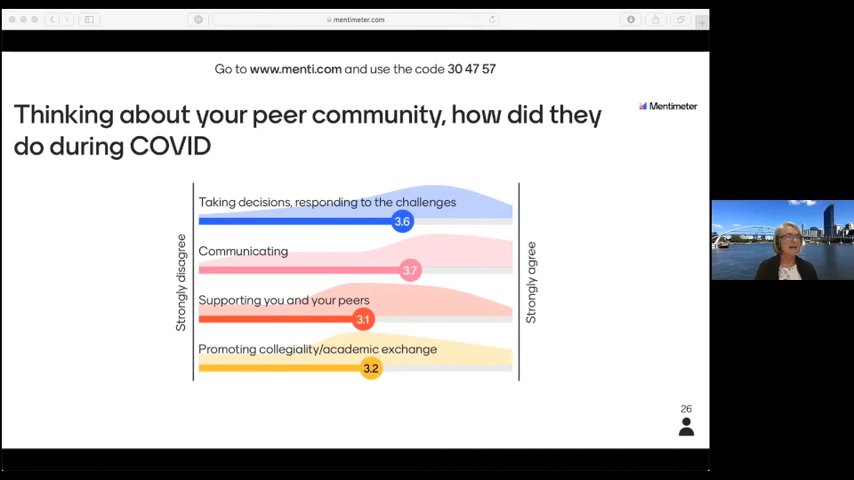 mentimeter.com
Go to www.menti.com and use the code 30 47 57
Thinking about your peer community, how did they
do during COVID
Mentimeter
Strongly disagree
Taking decisions, responding to the challenges
3.6
Communicating
3.7
Supporting you and your peers
3.1
Promoting collegiality/academic exchange
3.2
Strongly agree
26